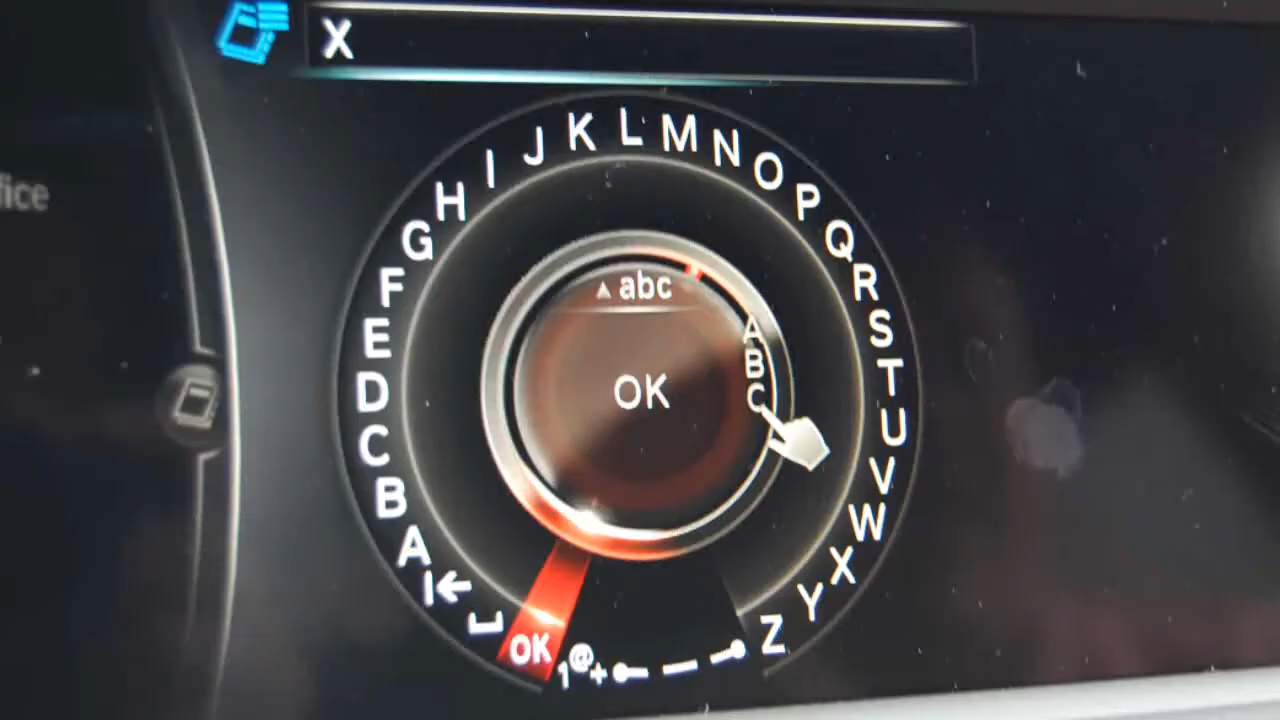 X
fice
J K L M N O P Q R S T U V W X Y Z
I H G F E D C B A
abc
OK
A
B
C
OK
1@+